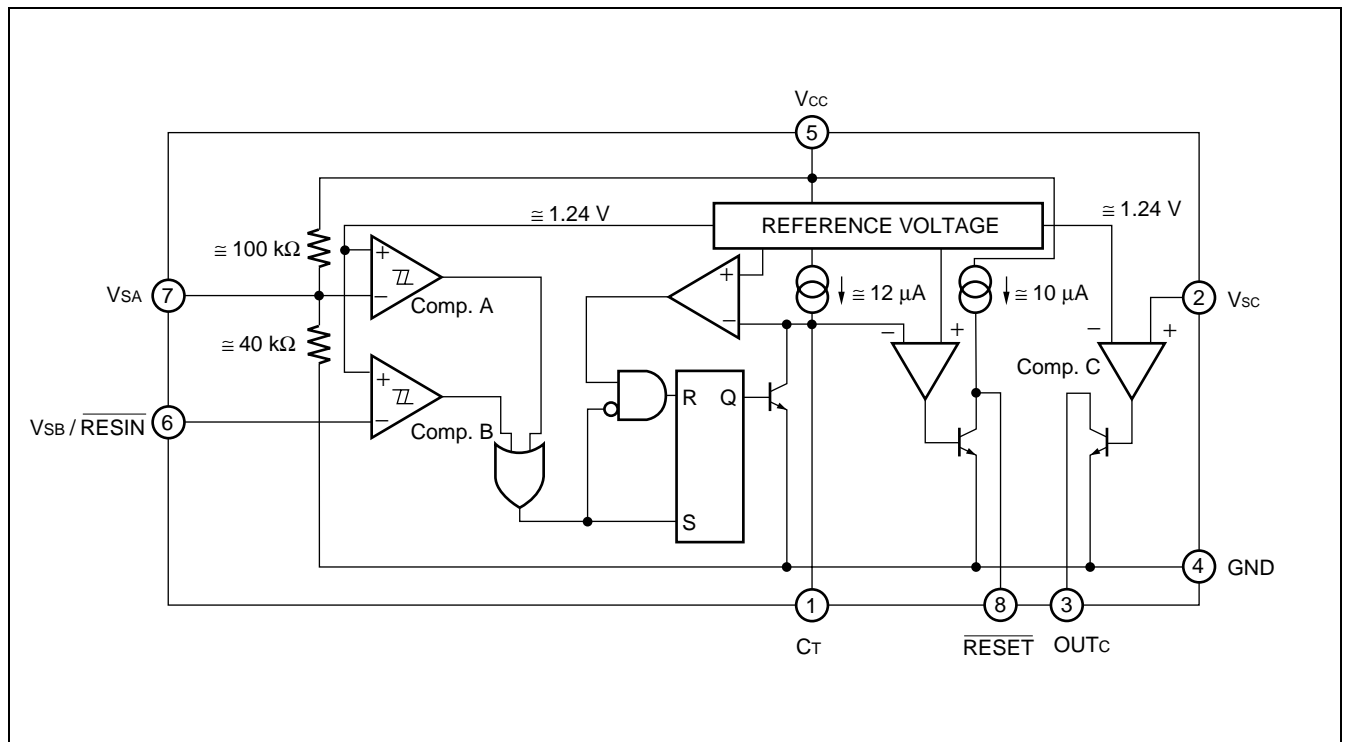 VCC
5
≅ 1.24 V
REFERENCE VOLTAGE
≅ 1.24 V
≅ 100 kΩ
+
−
Comp. A
+
−
≅ 12 μA
≅ 10 μA
VSA
7
2
VSC
≅ 40 kΩ
−
+
−
+
Comp. C
+
−
Comp. B
R
Q
S
VSB / RESIN
6
4
GND
1
8
3
CT
RESET
OUTC